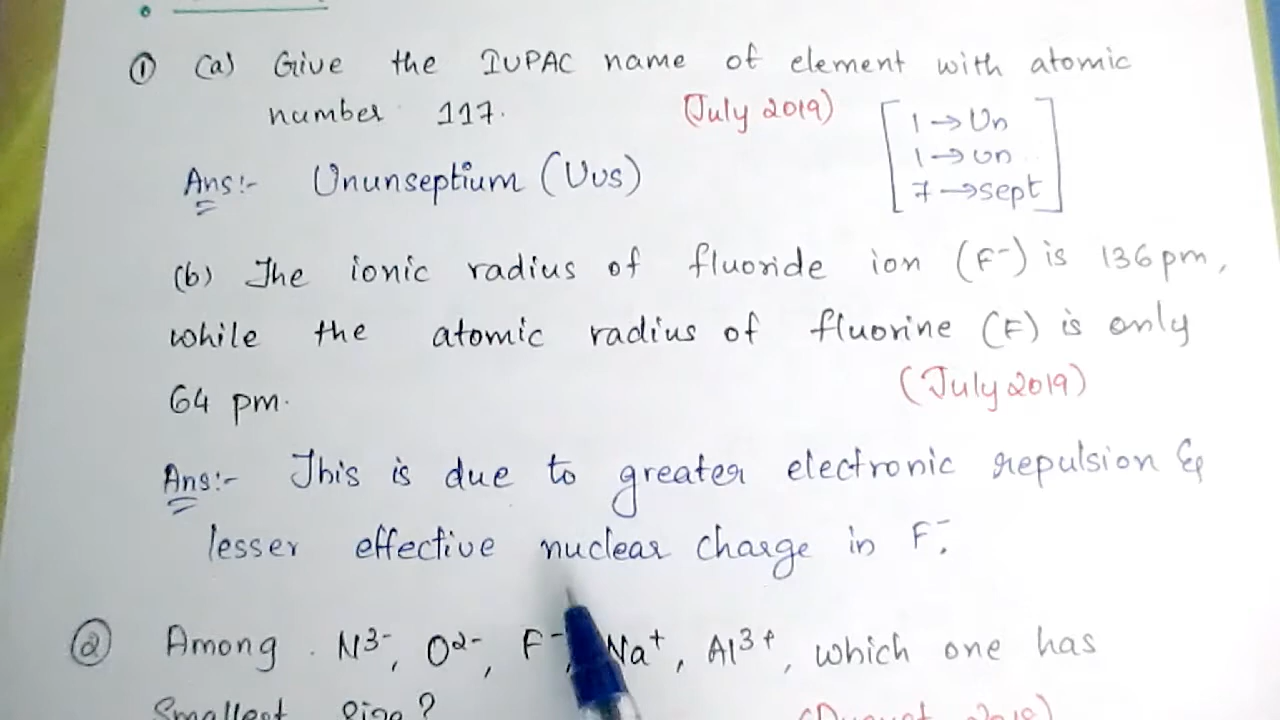 ① (a) Give the IUPAC name of element with atomic
number 117. (July 2019)
[1 → Un
1 → un
7 → sept]
Ans:- Ununseptium (Uus)
(b) The ionic radius of fluoride ion (F⁻) is 136pm,
while the atomic radius of fluorine (F) is only
64 pm. (July 2019)
Ans:- This is due to greater electronic repulsion &
lesser effective nuclear charge in F⁻.
② Among N³⁻, O²⁻, F⁻, Na⁺, Al³⁺, which one has
Smallest size?